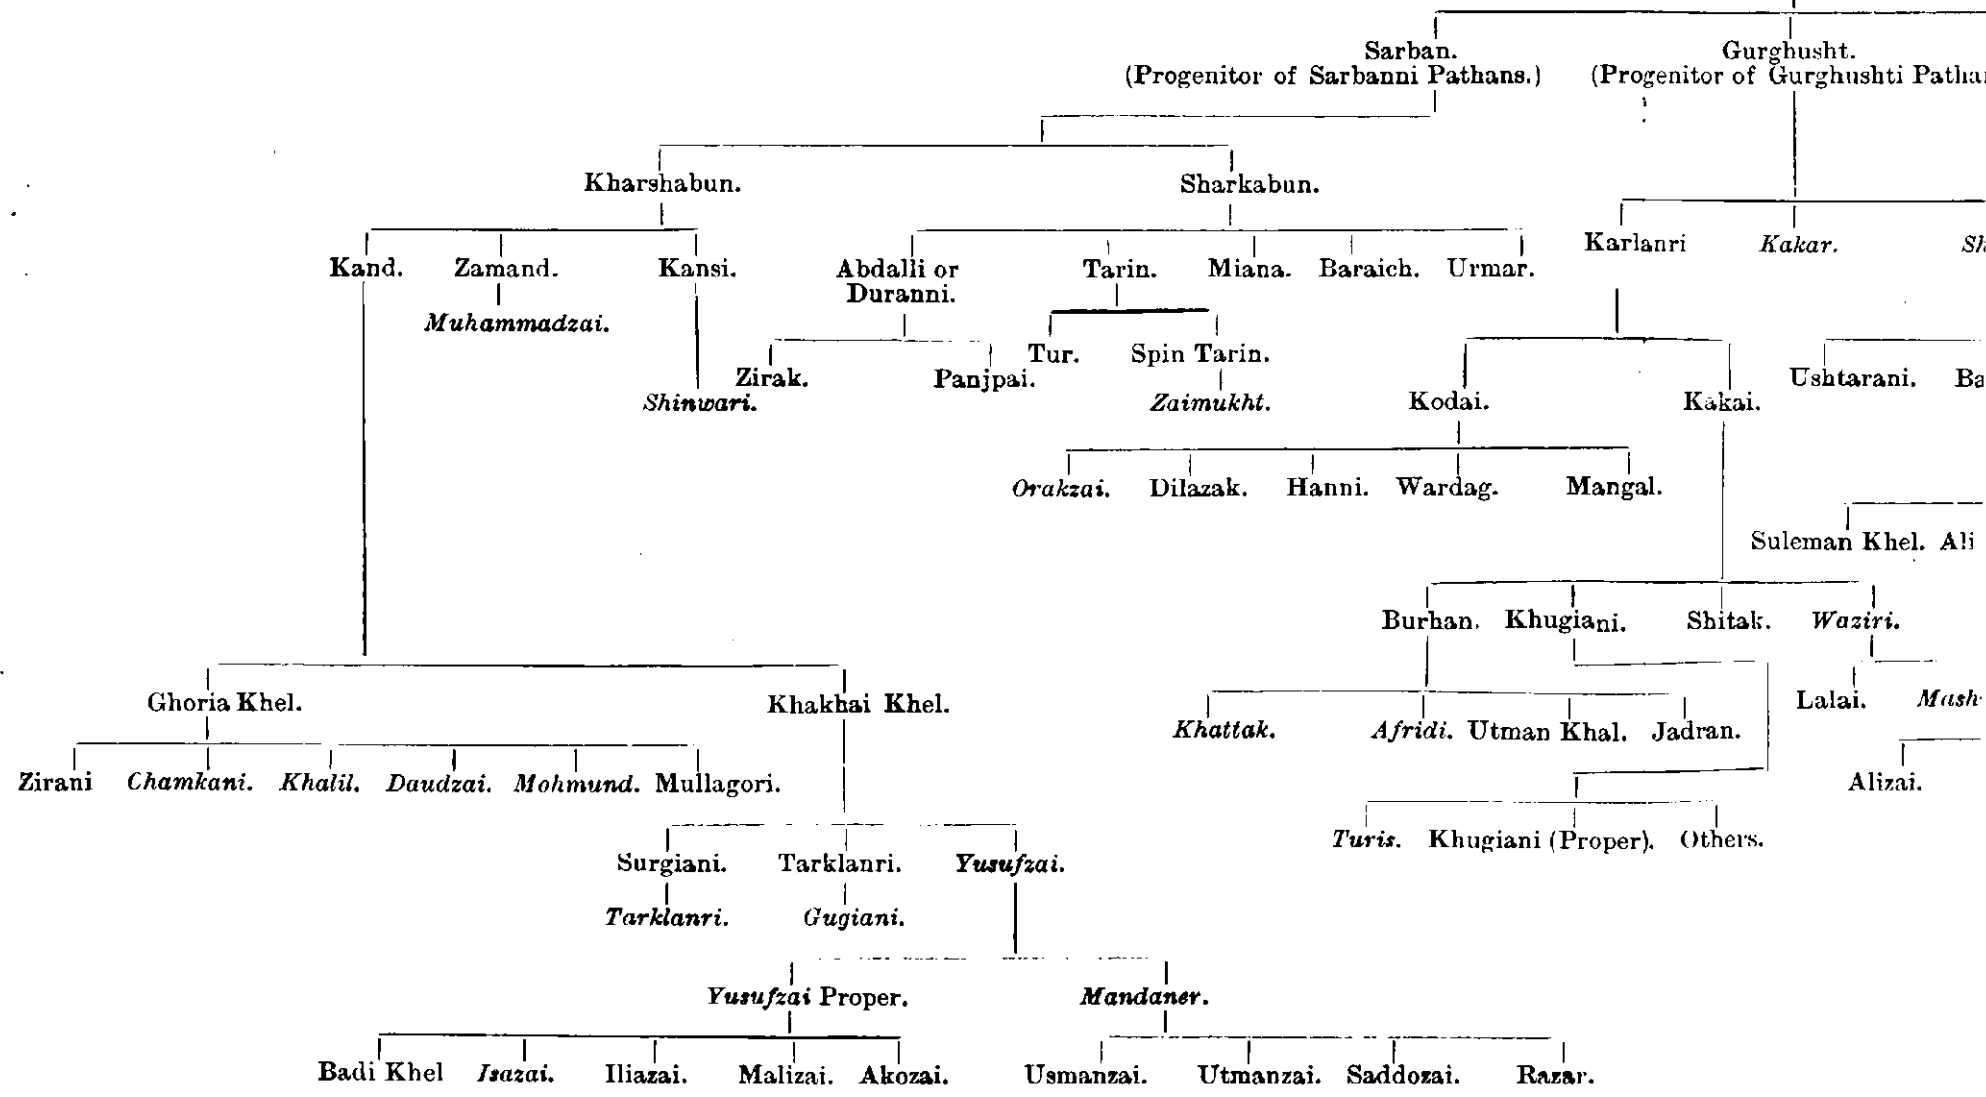 Sarban. Gurghusht.
(Progenitor of Sarbanni Pathans.) (Progenitor of Gurghushti
Kharshabun. Sharkabun.
Karlanri Kakar.
Kand. Zamand. Kansi. Abdalli or Tarin. Miana. Baraich. Urmar.
Duranni.
Muhammadzai.
Tur. Spin Tarin.
Zirak. Panjpai. Ushtarani.
Shinwari. Zaimukht. Kodai. Kakai.
Orakzai. Dilazak. Hanni. Wardag. Mangal.
Suleman Khel. Ali
Burhan. Khugiani. Shitak. Waziri.
Ghoria Khel. Khakhai Khel. Lalai.
Khattak. Afridi. Utman Khal. Jadran.
Zirani Chamkani. Khalil. Daudzai. Mohmund. Mullagori. Alizai.
Turis. Khugiani (Proper). Others.
Surgiani. Tarklanri. Yusufzai.
Tarklanri. Gugiani.
Yusufzai Proper. Mandaner.
Badi Khel Isazai. Iliazai. Malizai. Akozai. Usmanzai. Utmanzai. Saddozai. Razar.